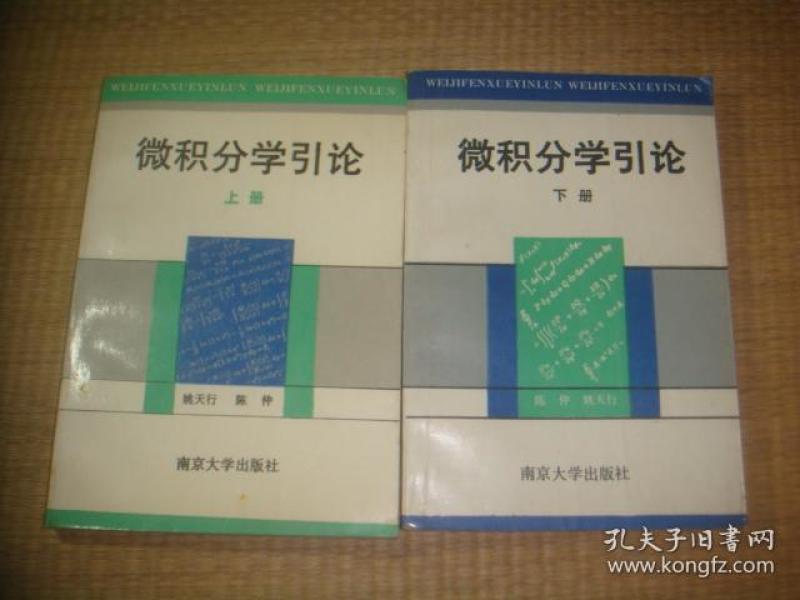 WEIJIFENXUEYINLUN WEIJIFENXUEYINLUN
微积分学引论
上册
姚天行 陈仲
南京大学出版社
WEIJIFENXUEYINLUN WEIJIFENXUEYINLUN
微积分学引论
下册
陈仲 姚天行
南京大学出版社
孔夫子旧书网
www.kongfz.com